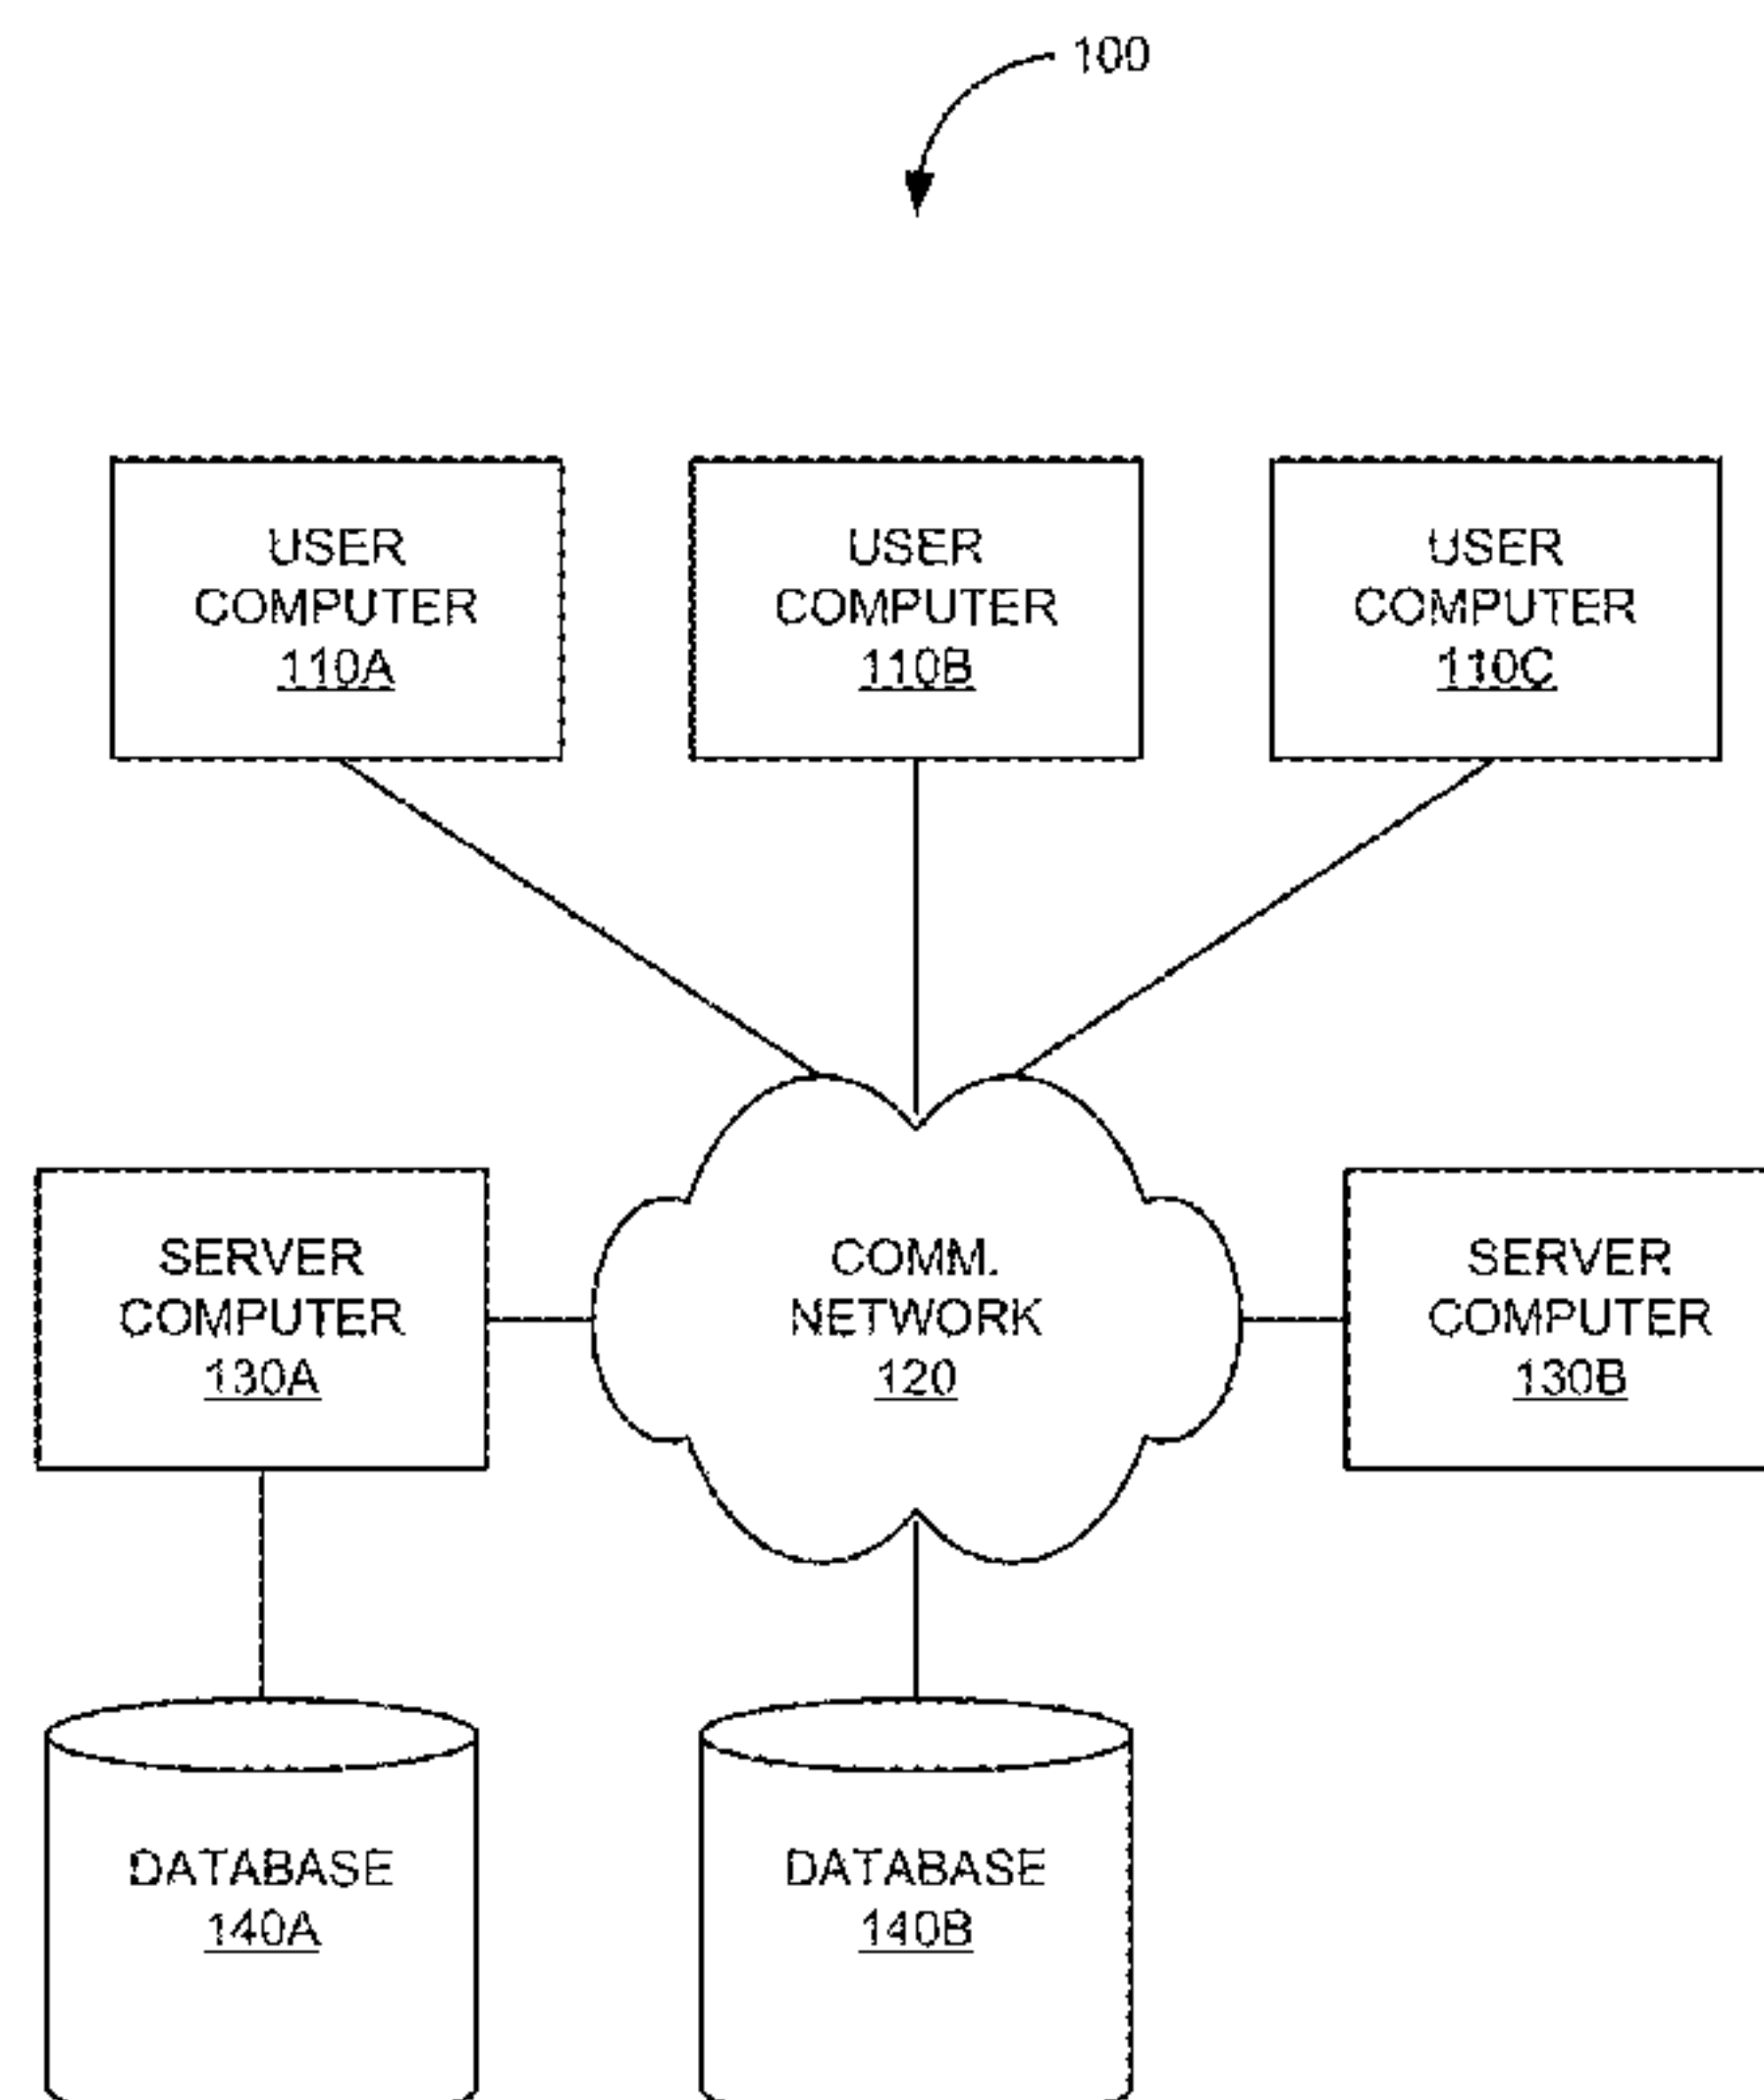 100
USER
COMPUTER
110A
USER
COMPUTER
110B
USER
COMPUTER
110C
SERVER
COMPUTER
130A
COMM.
NETWORK
120
SERVER
COMPUTER
130B
DATABASE
140A
DATABASE
140B